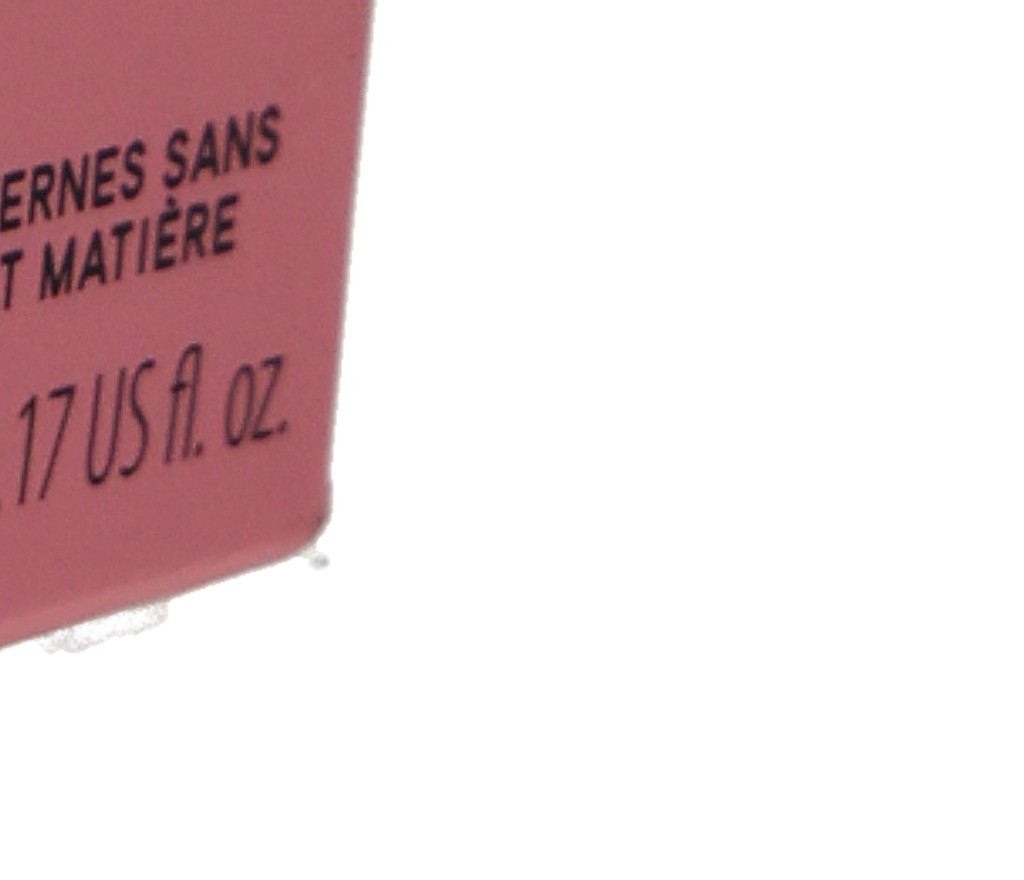 ERNES SANS
T MATIÈRE
.17 US fl. oz.